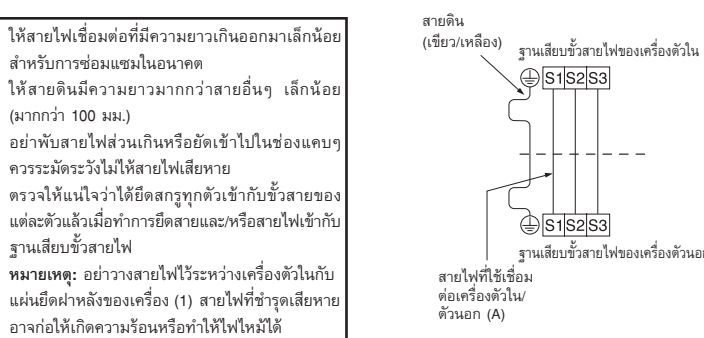 ให้สายไฟเชื่อมต่อที่มีความยาวเกินออกมาเล็กน้อย
สำหรับการซ่อมแซมในอนาคต
ให้สายดินมีความยาวมากกว่าสายอื่นๆ เล็กน้อย
(มากกว่า 100 มม.)
อย่าพับสายไฟส่วนเกินหรือยัดเข้าไปในช่องแคบๆ
ควรระมัดระวังไม่ให้สายไฟเสียหาย
ตรวจให้แน่ใจว่าได้ยึดสกรูทุกตัวเข้ากับขั้วสายของ
แต่ละตัวแล้วเมื่อทำการยึดสายและ/หรือสายไฟเข้ากับ
ฐานเสียบขั้วสายไฟ
หมายเหตุ: อย่าวางสายไฟไว้ระหว่างเครื่องตัวในกับ
แผ่นยึดฝาหลังของเครื่อง (1) สายไฟที่ชำรุดเสียหาย
อาจก่อให้เกิดความร้อนหรือทำให้ไฟไหม้ได้
สายดิน
(เขียว/เหลือง)
ฐานเสียบขั้วสายไฟของเครื่องตัวใน
S1 S2 S3
S1 S2 S3
ฐานเสียบขั้วสายไฟของเครื่องตัวนอก
สายไฟที่ใช้เชื่อม
ต่อเครื่องตัวใน/
ตัวนอก (A)